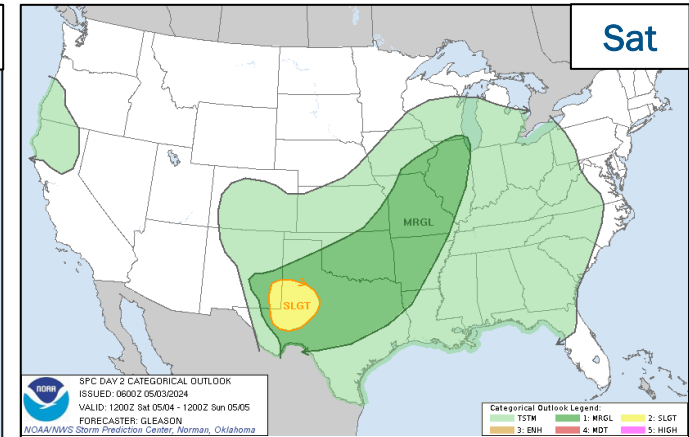 Sat
MRGL
SLGT
NOAA
SPC DAY 2 CATEGORICAL OUTLOOK
ISSUED: 0600Z 05/03/2024
VALID: 1200Z Sat 05/04 - 1200Z Sun 05/05
FORECASTER: GLEASON
NOAA/NWS Storm Prediction Center, Norman, Oklahoma
Categorical Outlook Legend:
TSTM 1: MRGL 2: SLGT
3: ENH 4: MDT 5: HIGH